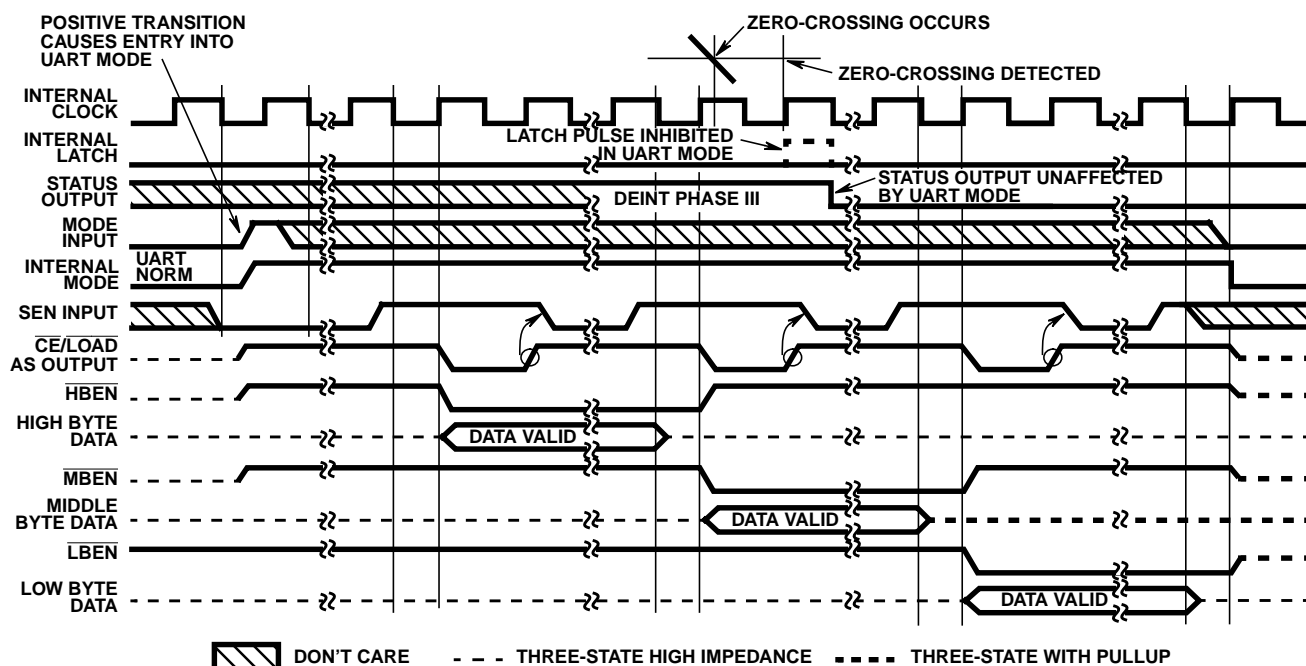 POSITIVE TRANSITION
CAUSES ENTRY INTO
UART MODE
ZERO-CROSSING OCCURS
ZERO-CROSSING DETECTED
INTERNAL
CLOCK
INTERNAL
LATCH
LATCH PULSE INHIBITED
IN UART MODE
STATUS
OUTPUT
DEINT PHASE III
STATUS OUTPUT UNAFFECTED
BY UART MODE
MODE
INPUT
INTERNAL
MODE
UART
NORM
SEN INPUT
CE/LOAD
AS OUTPUT
HBEN
HIGH BYTE
DATA
DATA VALID
MBEN
MIDDLE
BYTE DATA
DATA VALID
LBEN
LOW BYTE
DATA
DATA VALID
DON'T CARE
THREE-STATE HIGH IMPEDANCE
THREE-STATE WITH PULLUP